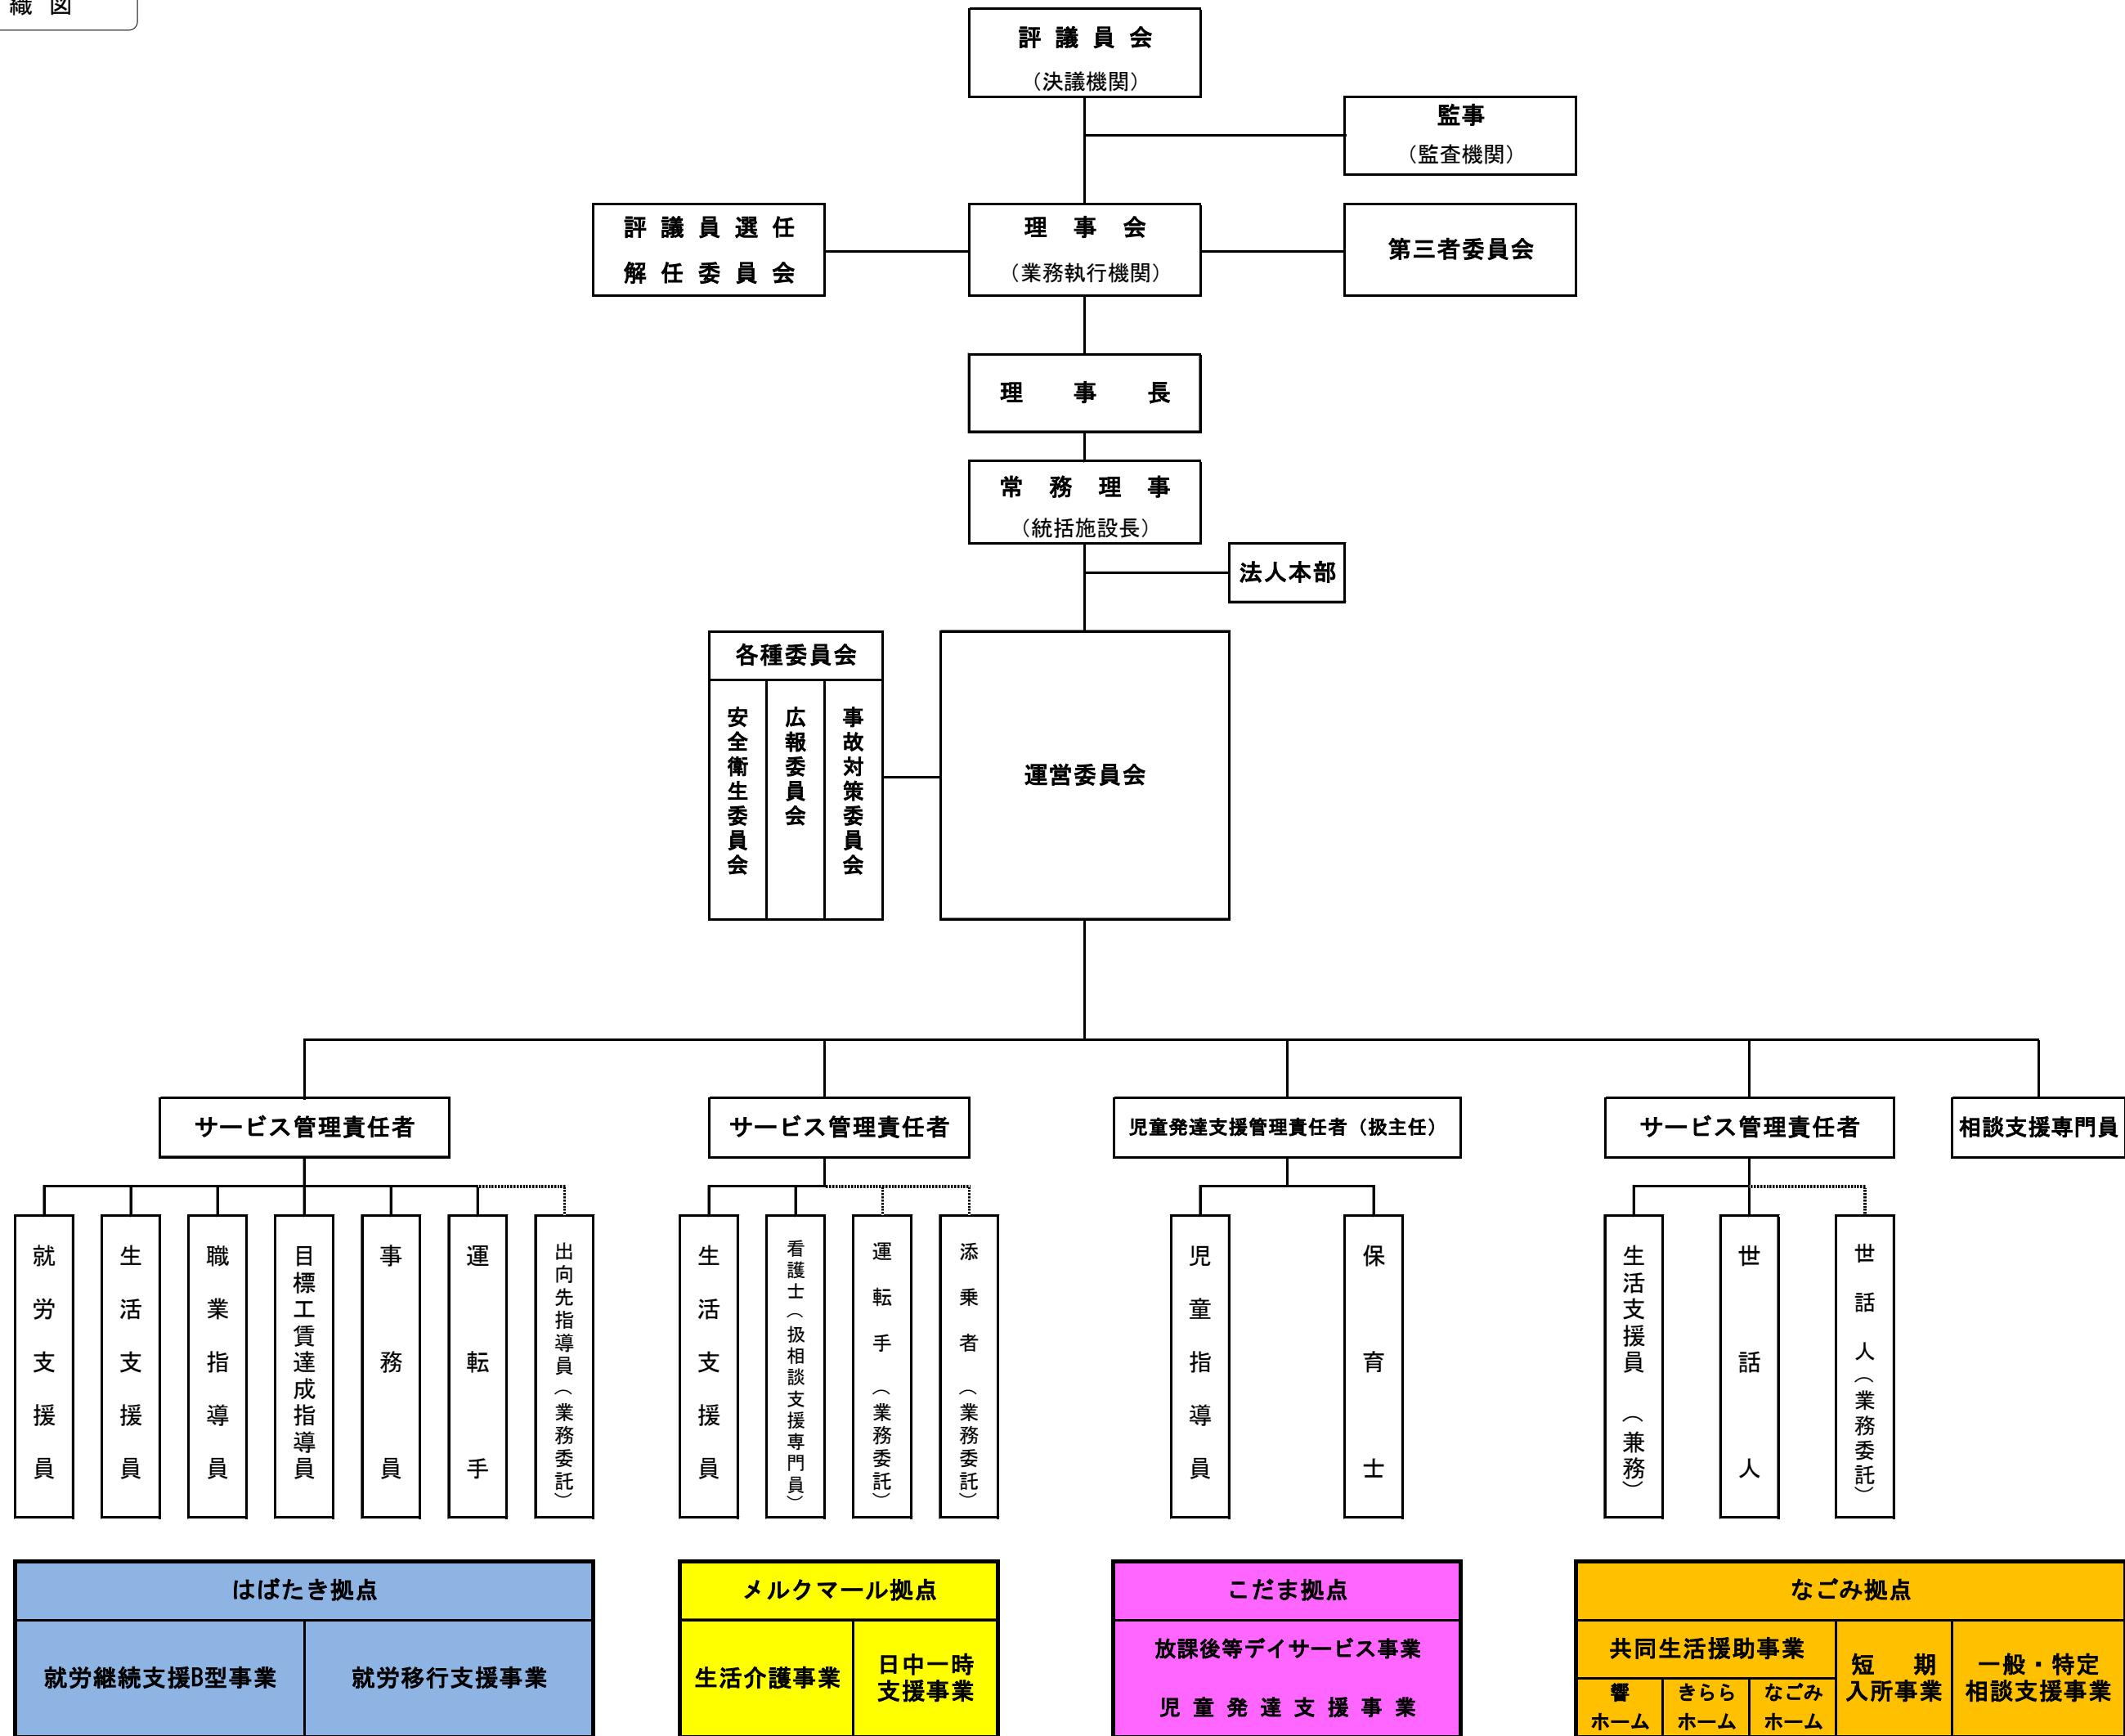 織図
評議員会
（決議機関）
監事
（監査機関）
評議員選任
解任委員会
理事会
（業務執行機関）
第三者委員会
理事長
常務理事
（統括施設長）
法人本部
各種委員会
安全衛生委員会
広報委員会
事故対策委員会
運営委員会
サービス管理責任者
サービス管理責任者
児童発達支援管理責任者（扱主任）
サービス管理責任者
相談支援専門員
就労支援員
生活支援員
職業指導員
目標工賃達成指導員
事務員
運転手
出向先指導員（業務委託）
生活支援員
看護士（扱相談支援専門員）
運転手（業務委託）
添乗者（業務委託）
児童指導員
保育士
生活支援員（兼務）
世話人
世話人（業務委託）
はばたき拠点
就労継続支援B型事業
就労移行支援事業
メルクマール拠点
生活介護事業
日中一時
支援事業
こだま拠点
放課後等デイサービス事業
児童発達支援事業
なごみ拠点
共同生活援助事業
響
ホーム
きらら
ホーム
なごみ
ホーム
短期
入所事業
一般・特定
相談支援事業